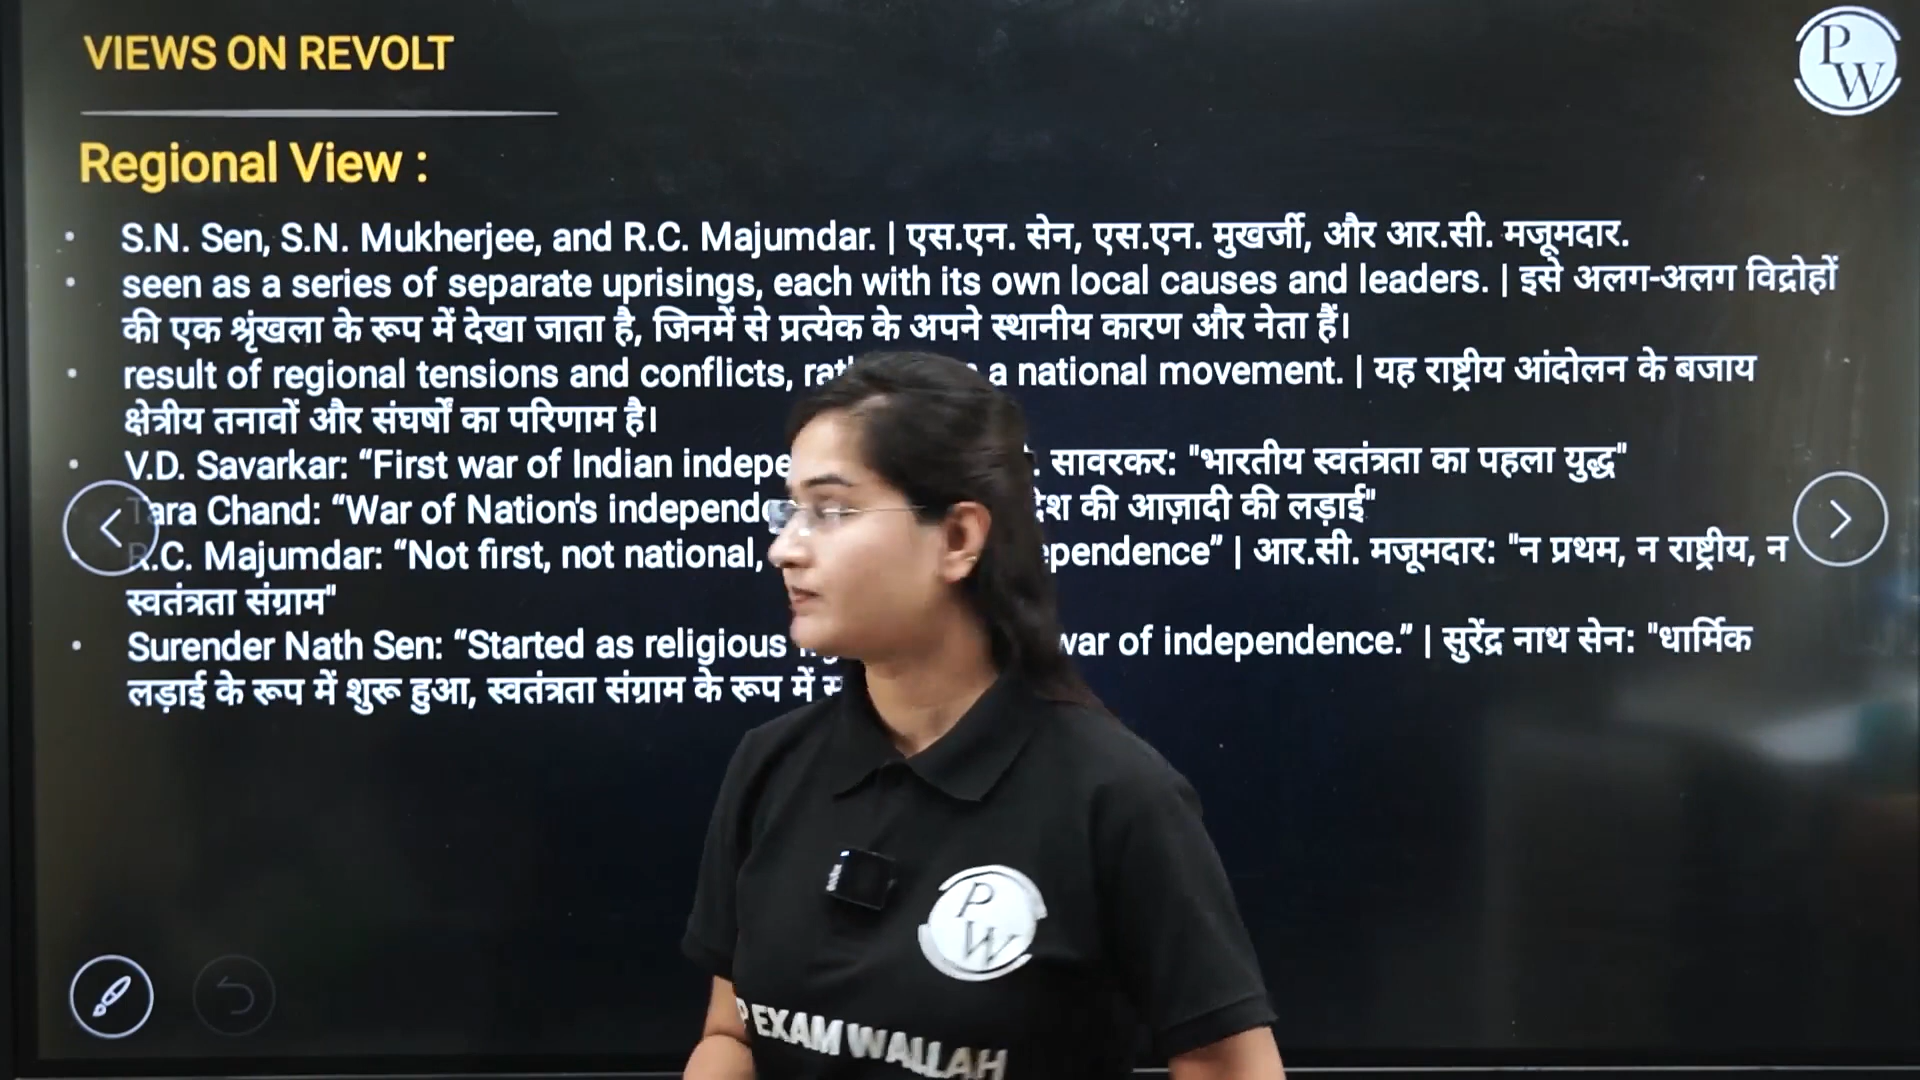 VIEWS ON REVOLT
P
W
Regional View :
• S.N. Sen, S.N. Mukherjee, and R.C. Majumdar. | एस.एन. सेन, एस.एन. मुखर्जी, और आर.सी. मजूमदार.
• seen as a series of separate uprisings, each with its own local causes and leaders. | इसे अलग-अलग विद्रोहों
की एक श्रृंखला के रूप में देखा जाता है, जिनमें से प्रत्येक के अपने स्थानीय कारण और नेता हैं।
• result of regional tensions and conflicts, a national movement. | यह राष्ट्रीय आंदोलन के बजाय
क्षेत्रीय तनावों और संघर्षों का परिणाम है।
• V.D. Savarkar: “First war of Indian सावरकर: "भारतीय स्वतंत्रता का पहला युद्ध"
Tara Chand: “War of Nation's की आज़ादी की लड़ाई"
R.C. Majumdar: “Not first, not national, | आर.सी. मजूमदार: "न प्रथम, न राष्ट्रीय, न
स्वतंत्रता संग्राम"
• Surender Nath Sen: “Started as religious war of independence.” | सुरेंद्र नाथ सेन: "धार्मिक
लड़ाई के रूप में शुरू हुआ, स्वतंत्रता संग्राम के रूप में
P
W
EXAM WALLAH